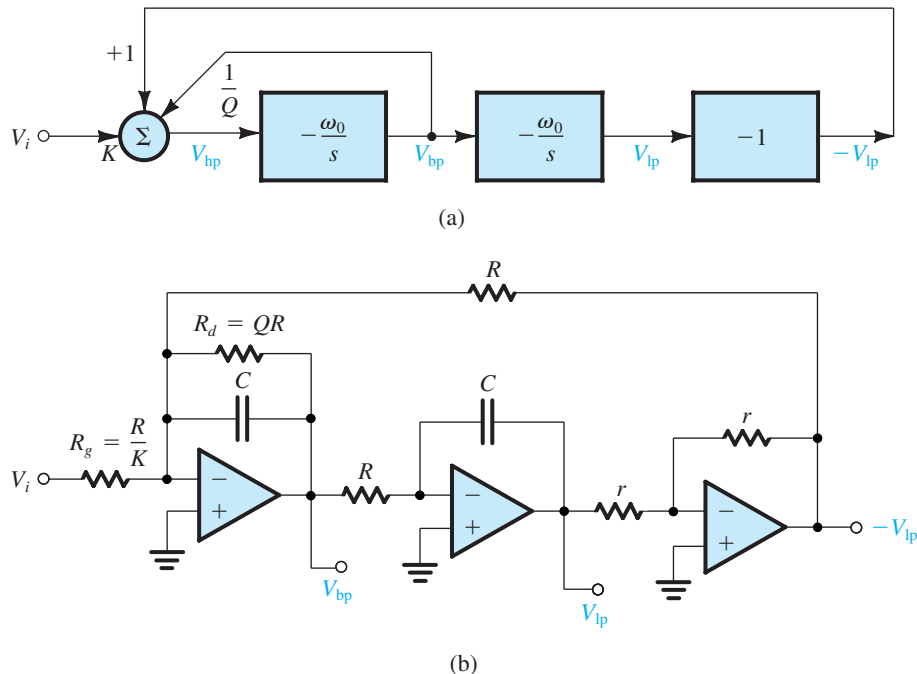 +1
1/Q
V_i
K
Σ
V_hp
−ω_0/s
V_bp
−ω_0/s
V_lp
−1
−V_lp
(a)
R
R_d = QR
C
C
R_g = R/K
r
V_i
−
+
R
−
+
r
−
+
−V_lp
V_bp
V_lp
(b)